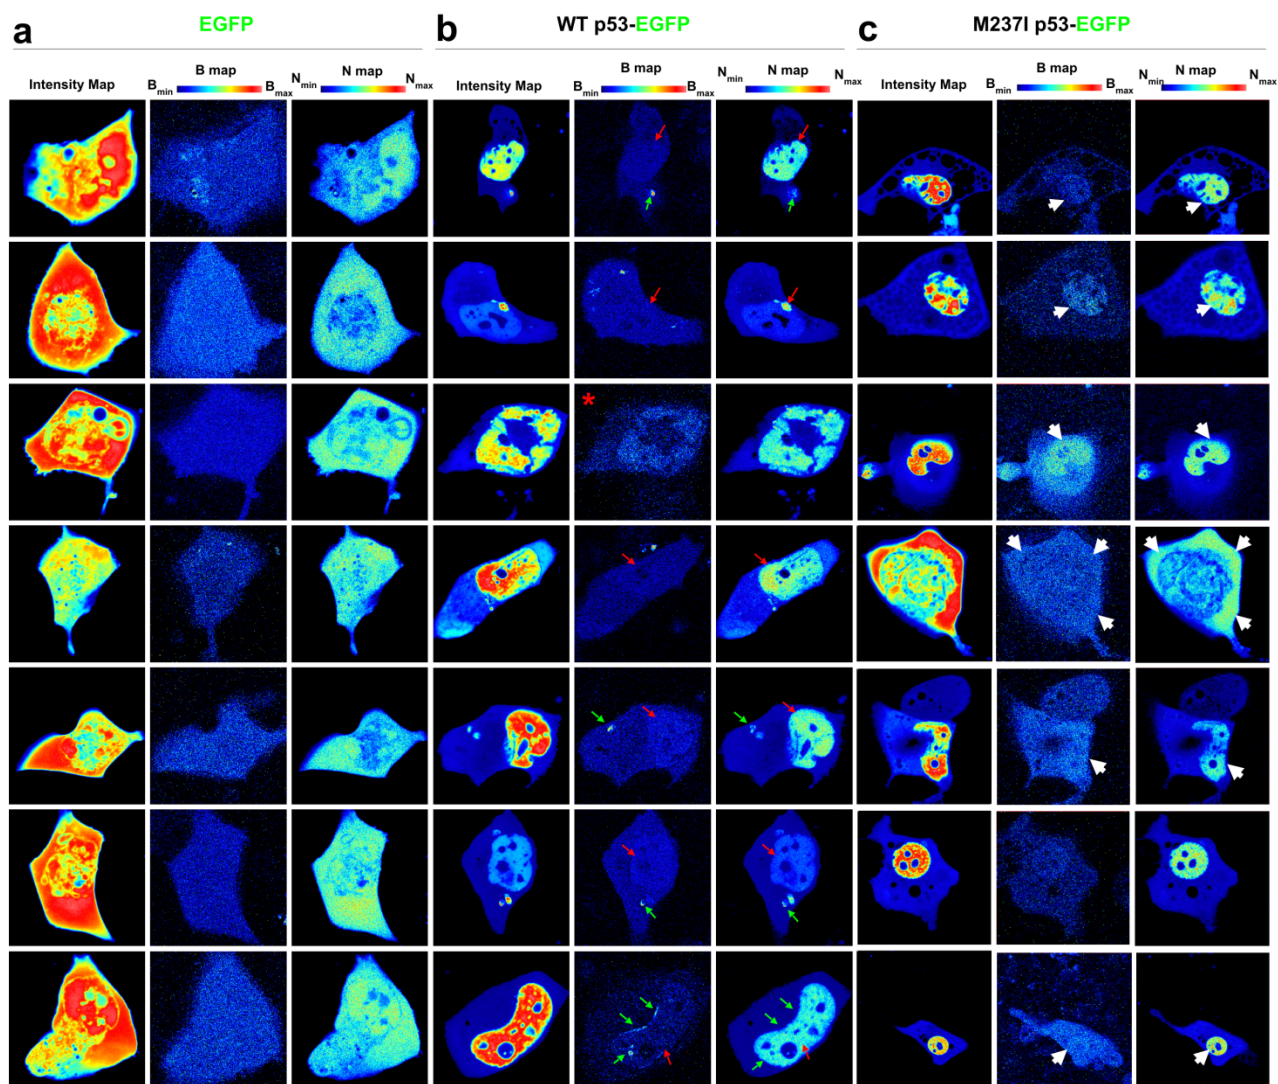 a EGFP b WT p53-EGFP c M237I p53-EGFP
Intensity Map Bmin B map Bmax Nmin N map Nmax Intensity Map Bmin B map Bmax Nmin N map Nmax Intensity Map Bmin B map Bmax Nmin N map Nmax
*